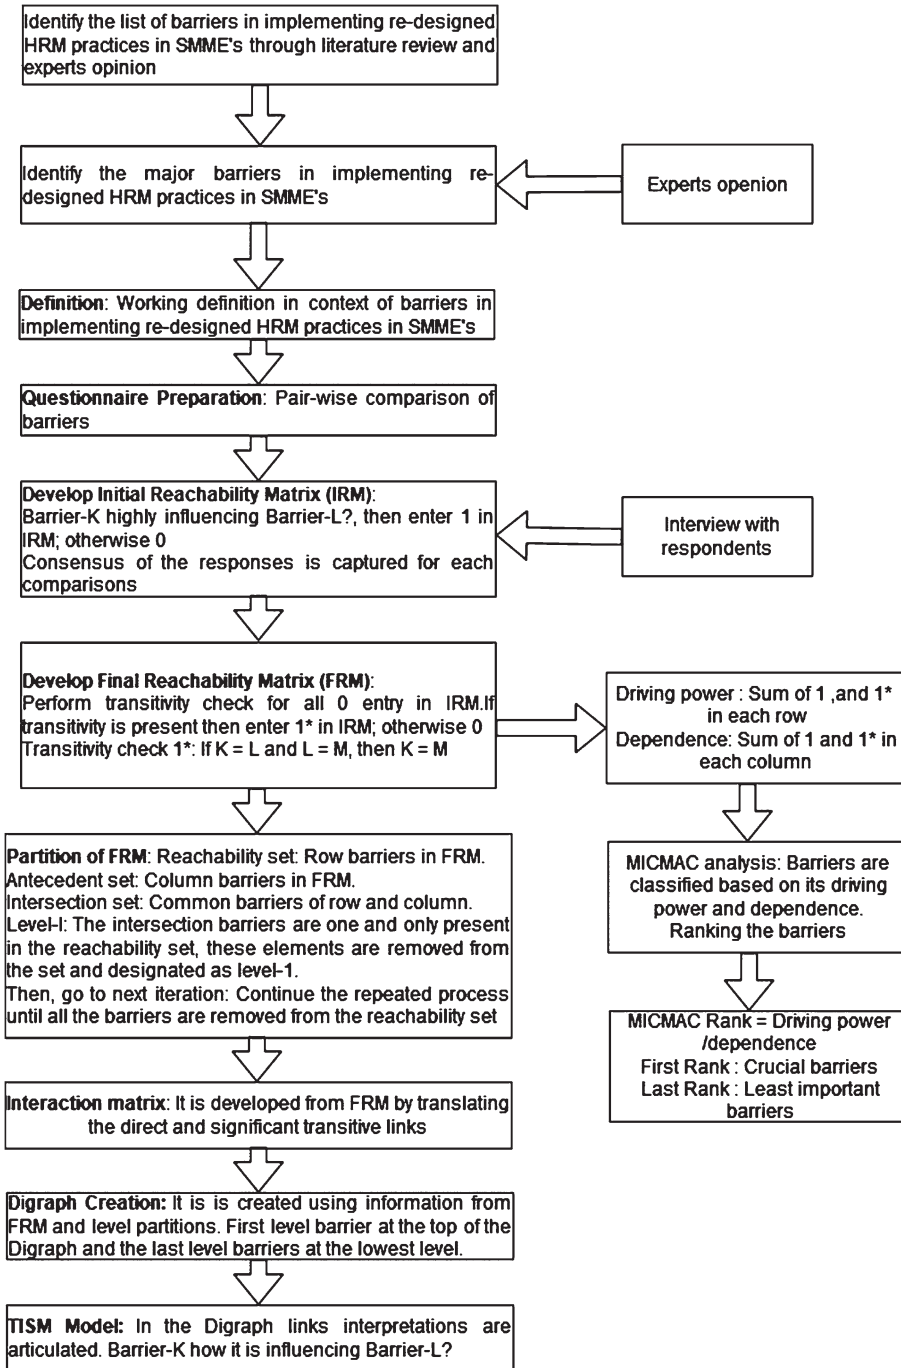 Identify the list of barriers in implementing re-designed
HRM practices in SMME's through literature review and
experts opinion
Identify the major barriers in implementing re-
designed HRM practices in SMME's
Experts openion
Definition: Working definition in context of barriers in
implementing re-designed HRM practices in SMME's
Questionnaire Preparation: Pair-wise comparison of
barriers
Develop Initial Reachability Matrix (IRM):
Barrier-K highly influencing Barrier-L?, then enter 1 in
IRM; otherwise 0
Consensus of the responses is captured for each
comparisons
Interview with
respondents
Develop Final Reachability Matrix (FRM):
Perform transitivity check for all 0 entry in IRM.If
transitivity is present then enter 1* in IRM; otherwise 0
Transitivity check 1*: If K = L and L = M, then K = M
Driving power : Sum of 1 ,and 1*
in each row
Dependence: Sum of 1 and 1* in
each column
Partition of FRM: Reachability set: Row barriers in FRM.
Antecedent set: Column barriers in FRM.
Intersection set: Common barriers of row and column.
Level-I: The intersection barriers are one and only present
in the reachability set, these elements are removed from
the set and designated as level-1.
Then, go to next iteration: Continue the repeated process
until all the barriers are removed from the reachability set
MICMAC analysis: Barriers are
classified based on its driving
power and dependence.
Ranking the barriers
MICMAC Rank = Driving power
/dependence
First Rank : Crucial barriers
Last Rank : Least important
barriers
Interaction matrix: It is developed from FRM by translating
the direct and significant transitive links
Digraph Creation: It is is created using information from
FRM and level partitions. First level barrier at the top of the
Digraph and the last level barriers at the lowest level.
TISM Model: In the Digraph links interpretations are
articulated. Barrier-K how it is influencing Barrier-L?